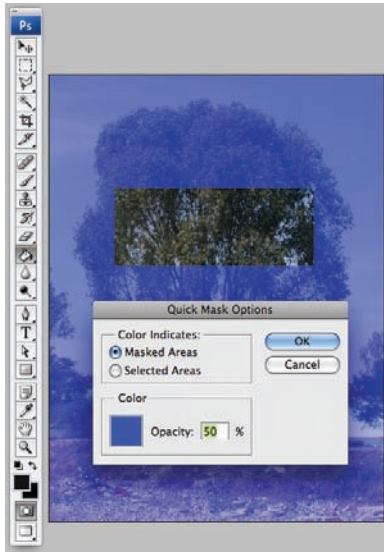 Ps
T
Quick Mask Options
Color Indicates:
Masked Areas
Selected Areas
OK
Cancel
Color
Opacity: 50 %